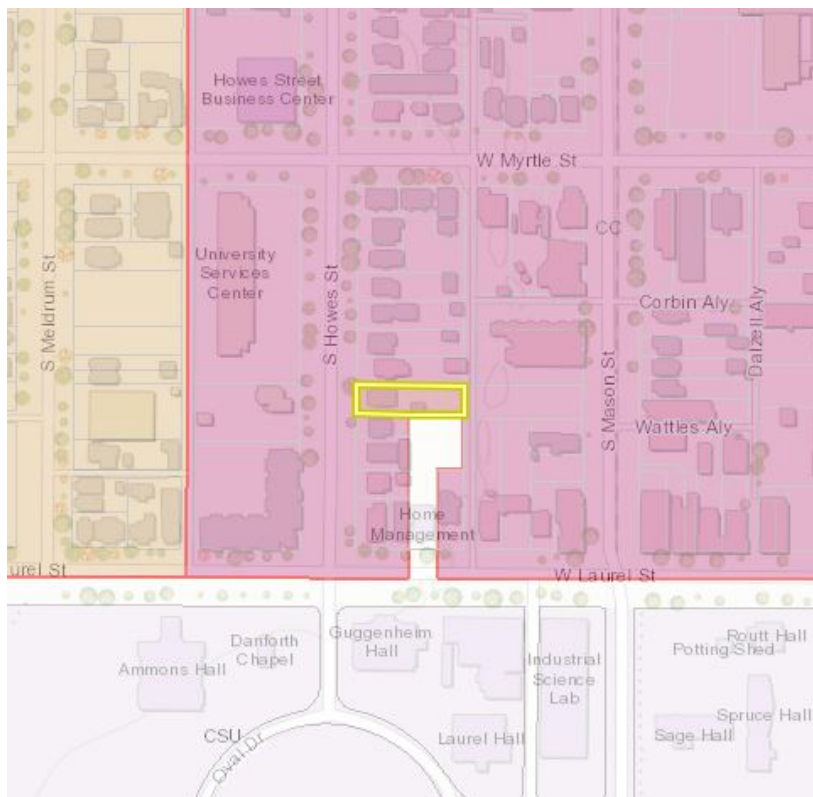 Howes Street
Business Center
W Myrtle St
University
Services
Center
CC
S Meldrum St
S Howes St
Corbin Aly
Dalzell Aly
S Mason St
Wattles Aly
Home
Management
urel St
W Laurel St
Guggenheim
Hall
Danforth
Chapel
Ammons Hall
Industrial
Science
Lab
Routt Hall
Potting Shed
Spruce Hall
Sage Hall
Laurel Hall
CSU
Oval Dr